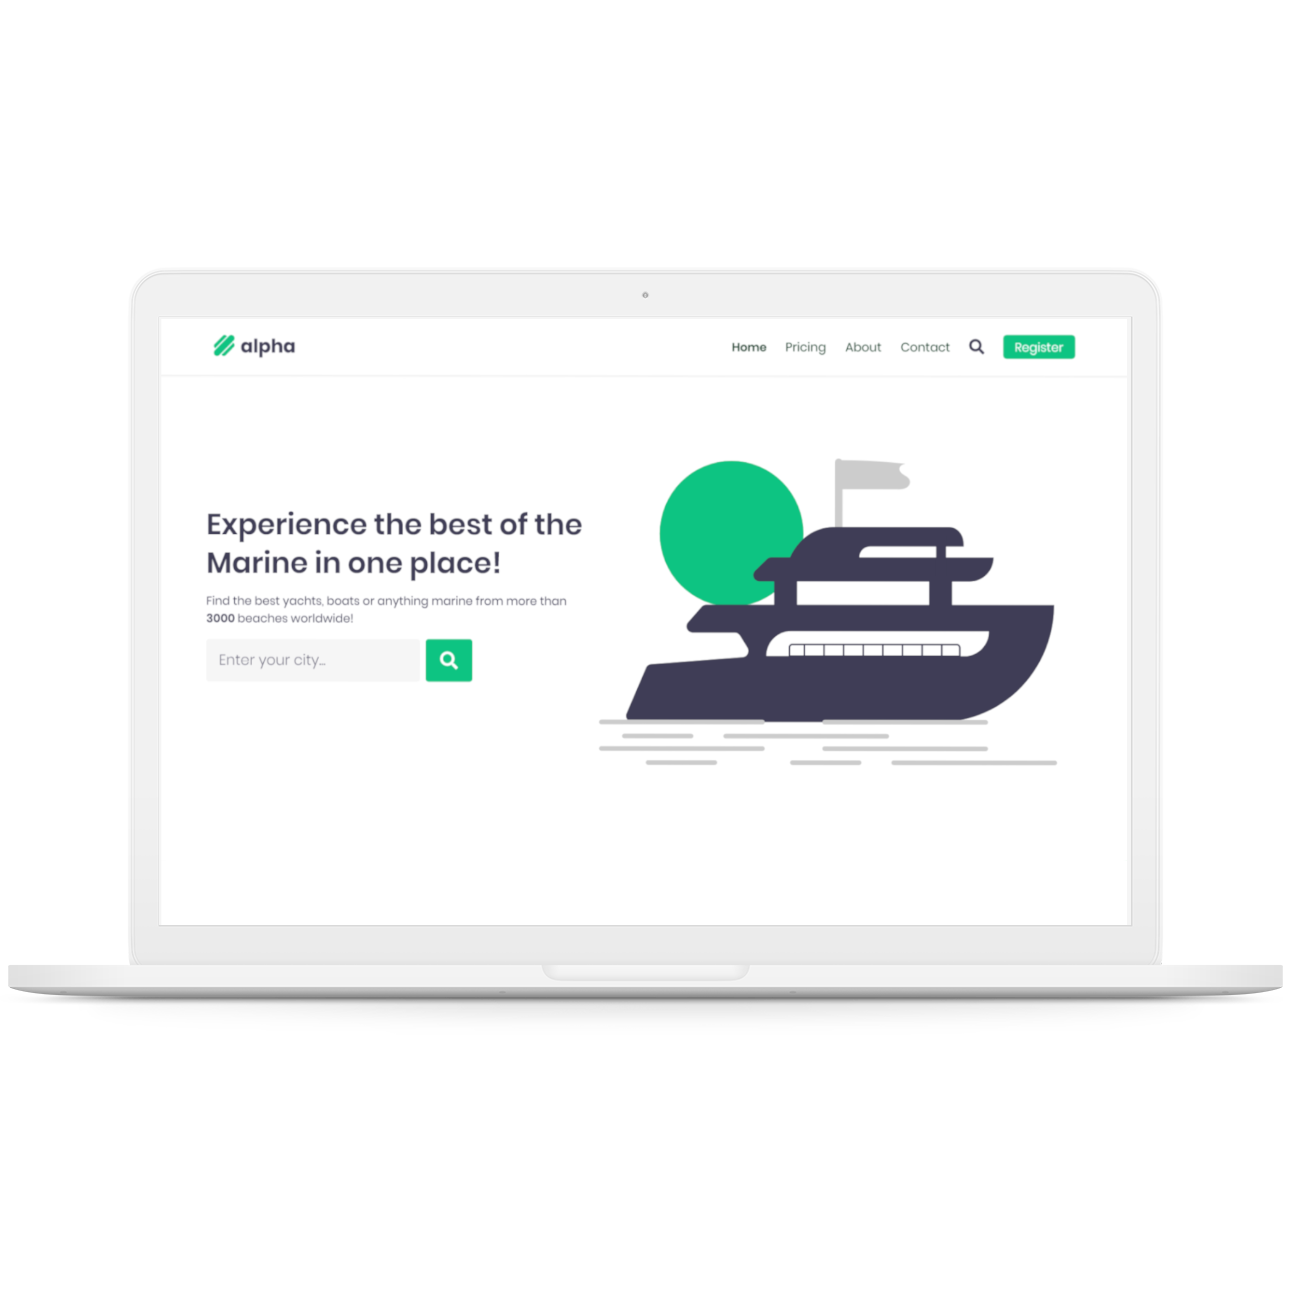 alpha
Home Pricing About Contact Register
Experience the best of the
Marine in one place!
Find the best yachts, boats or anything marine from more than
3000 beaches worldwide!
Enter your city...